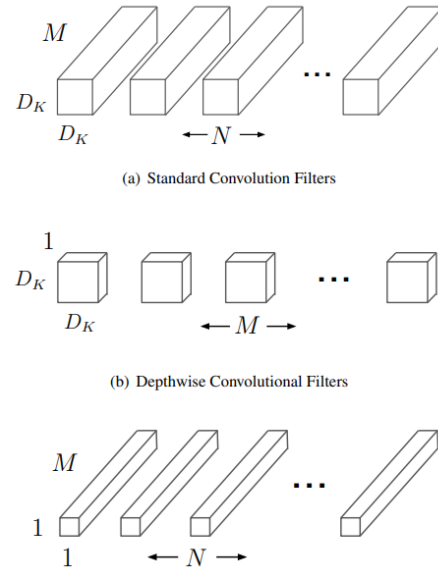 M
D_K
D_K
← N →
...
(a) Standard Convolution Filters
1
D_K
D_K
← M →
...
(b) Depthwise Convolutional Filters
M
1
1
← N →
...